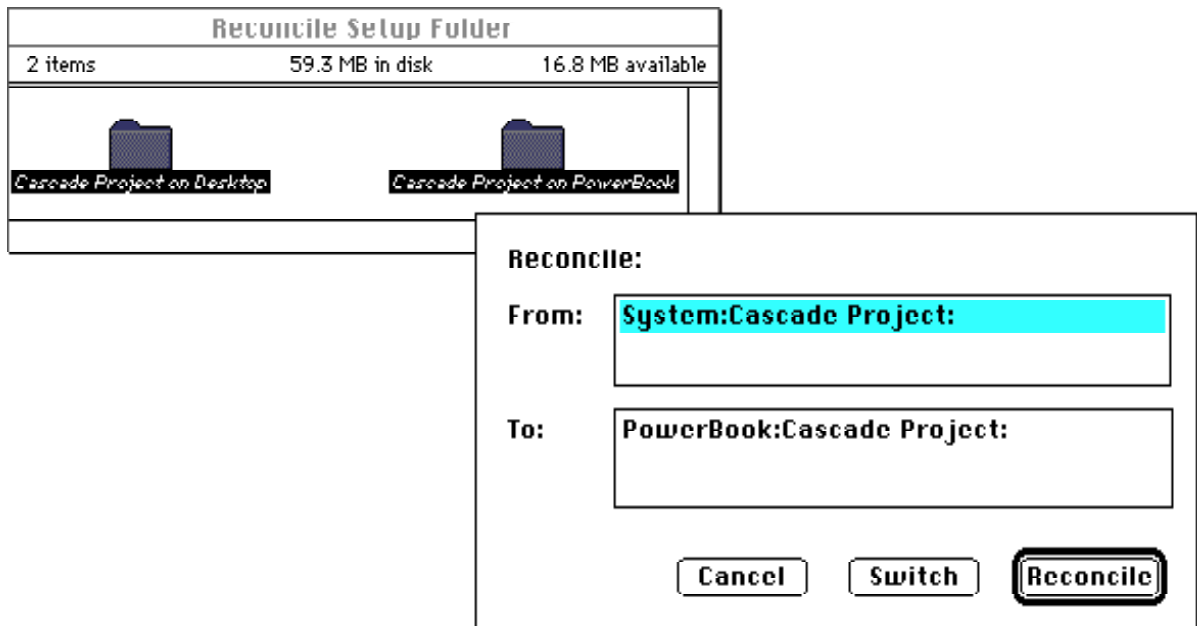 Reconcile Setup Folder
2 items 59.3 MB in disk 16.8 MB available
Cascade Project on Desktop Cascade Project on PowerBook
Reconcile:
From: System:Cascade Project:
To: PowerBook:Cascade Project:
Cancel Switch Reconcile